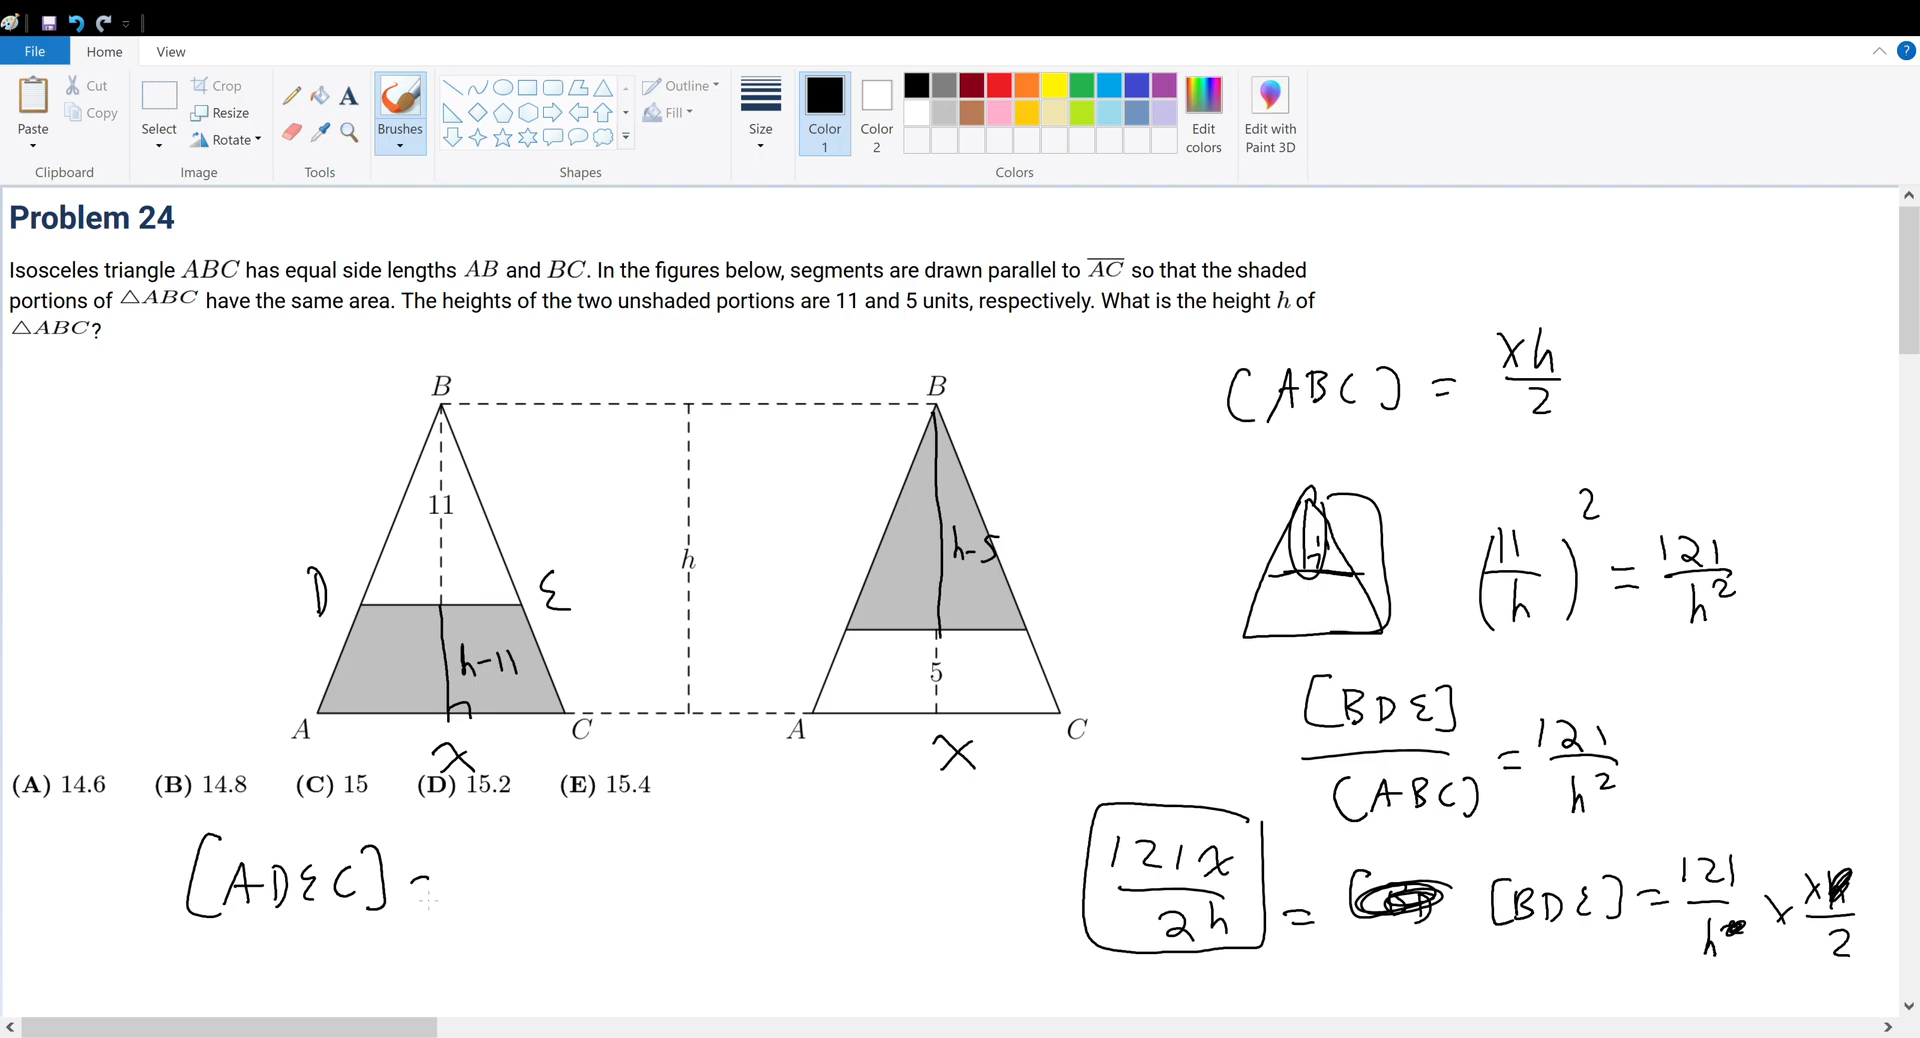 File Home View
Paste
Cut
Copy
Clipboard
Select
Crop
Resize
Rotate
Image
A
Tools
Brushes
Shapes
Outline
Fill
Size
Color 1
Color 2
Colors
Edit colors
Edit with Paint 3D
?
Problem 24
Isosceles triangle ABC has equal side lengths AB and BC. In the figures below, segments are drawn parallel to \overline{AC} so that the shaded
portions of △ABC have the same area. The heights of the two unshaded portions are 11 and 5 units, respectively. What is the height h of
△ABC?
B
11
D
E
h-11
A
C
x
h
B
h-5
5
A
C
x
(A) 14.6 (B) 14.8 (C) 15 (D) 15.2 (E) 15.4
[ADEC] =
[ABC] = xh/2
(11/h)^2 = 121/h^2
[BDE]/[ABC] = 121/h^2
121x/2h = [BDE] = 121/h × x/2